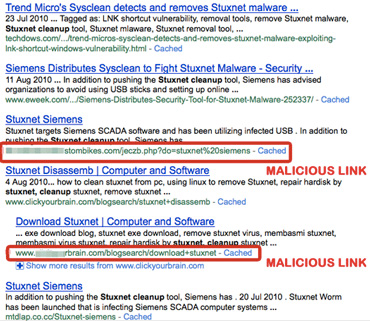 Trend Micro's Sysclean detects and removes Stuxnet malware ...
23 Jul 2010 ... Tagged as: LNK shortcut vulnerability, removal tools, remove Stuxnet malware,
Stuxnet cleanup tool, Stuxnet mlaware, Stuxnet removal tool, ...
techdows.com/.../trend-micros-sysclean-detects-and-removes-stuxnet-malware-exploiting-
lnk-shortcut-windows-vulnerability.html - Cached
Siemens Distributes Sysclean to Fight Stuxnet Malware - Security ...
11 Aug 2010 ... In addition to pushing the Stuxnet cleanup tool, Siemens has advised
organizations to avoid using USB sticks and setting up online ...
www.eweek.com/.../Siemens-Distributes-Security-Tool-for-Stuxnet-Malware-252337/ - Cached
Stuxnet Siemens
Stuxnet targets Siemens SCADA software and has been utilizing infected USB . In addition to
pushing the Stuxnet cleanup tool, Siemens has ...
stombikes.com/jeczb.php?do=stuxnet%20siemens - Cached
MALICIOUS LINK
Stuxnet Disassembly | Computer and Software
4 Aug 2010 ... how to clean stuxnet from pc, using linux to remove Stuxnet, repair hardisk by
stuxnet, cleanup stuxnet, remove stuxnet ...
www.clickyourbrain.com/blogsearch/stuxnet+disassemb - Cached
Download Stuxnet | Computer and Software
... exe download blog, stuxnet exe download, remove stuxnet virus, membasmi stuxnet,
membasmi virus stuxnet, repair hardisk by stuxnet, cleanup stuxnet ...
www. rbrain.com/blogsearch/download+stuxnet - Cached
MALICIOUS LINK
Show more results from www.clickyourbrain.com
Stuxnet Siemens
In addition to pushing the Stuxnet cleanup tool, Siemens has . 20 Jul 2010 . Stuxnet Worm
has been launched that is infecting Siemens SCADA computer systems ...
mtdlap.co.cc/Stuxnet-siemens - Cached